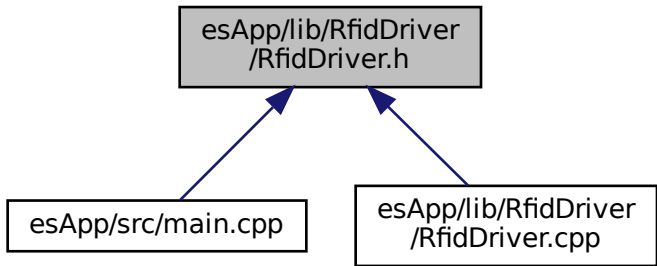 esApp/lib/RfidDriver
/RfidDriver.h
esApp/src/main.cpp
esApp/lib/RfidDriver
/RfidDriver.cpp